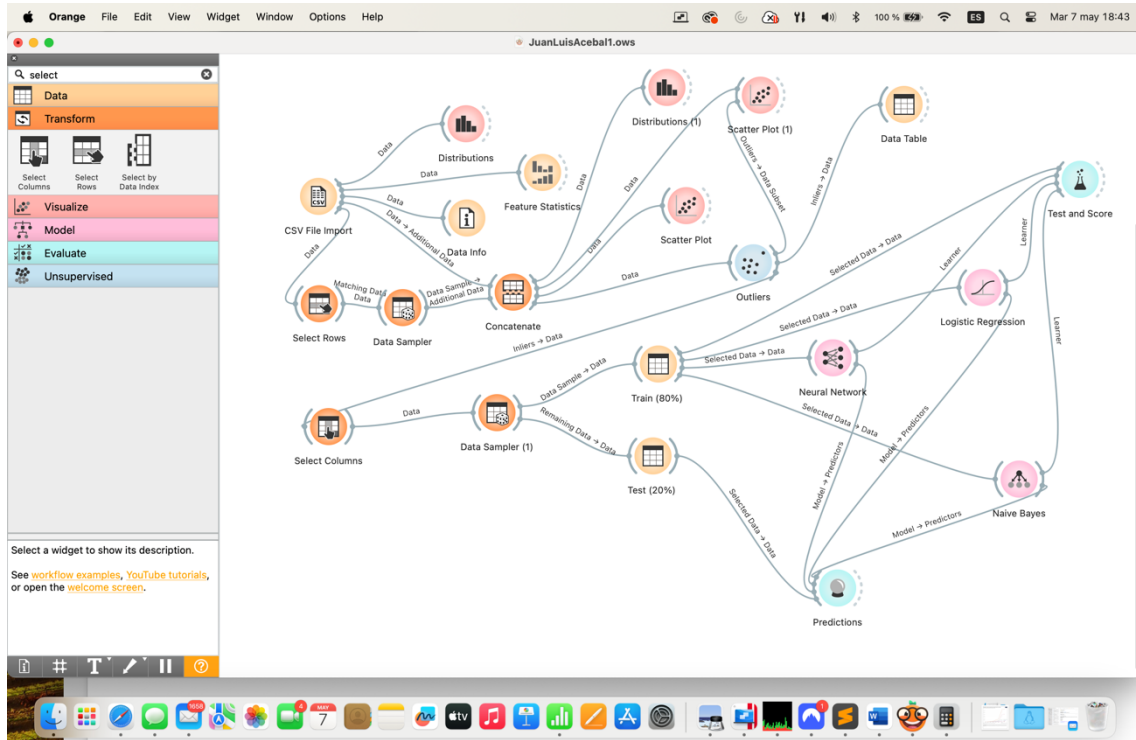 Orange File Edit View Widget Window Options Help 100 % ES Mar 7 may 18:43
JuanLuisAcebal1.ows
select
Data
Transform
Select Columns
Select Rows
Select by Data Index
Visualize
Model
Evaluate
Unsupervised
Select a widget to show its description.
See workflow examples, YouTube tutorials,
or open the welcome screen.
Distributions
Feature Statistics
CSV File Import
CSV
Data Info
Select Rows
Data Sampler
Concatenate
Distributions (1)
Scatter Plot (1)
Scatter Plot
Data Table
Outliers
Test and Score
Logistic Regression
Neural Network
Naive Bayes
Train (80%)
Test (20%)
Select Columns
Data Sampler (1)
Predictions
Data
Data
Data
Data → Additional Data
Data
Matching Data
Data
Data Sample →
Additional Data
Data
Data
Data
Data
Outliers → Data Subset
Inliers → Data
Inliers → Data
Data
Data Sample → Data
Remaining Data → Data
Selected Data → Data
Selected Data → Data
Selected Data → Data
Selected Data → Data
Selected Data → Data
Learner
Learner
Learner
Model → Predictors
Model → Predictors
Model → Predictors
1658
4
MAY
7
tv
1